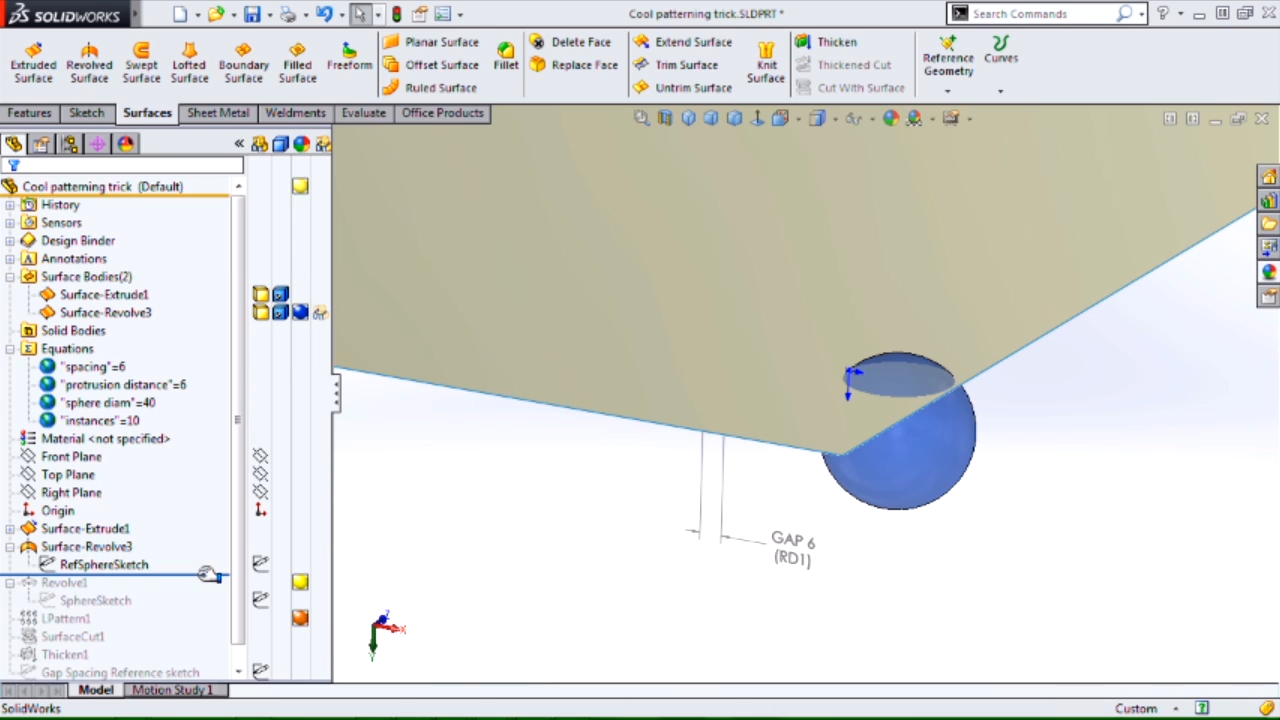 SOLIDWORKS
Cool patterning trick.SLDPRT *
Search Commands
Extruded Surface
Revolved Surface
Swept Surface
Lofted Surface
Boundary Surface
Filled Surface
Freeform
Planar Surface
Offset Surface
Ruled Surface
Fillet
Delete Face
Replace Face
Extend Surface
Trim Surface
Untrim Surface
Knit Surface
Thicken
Thickened Cut
Cut With Surface
Reference Geometry
Curves
Features
Sketch
Surfaces
Sheet Metal
Weldments
Evaluate
Office Products
Cool patterning trick (Default)
History
Sensors
Design Binder
Annotations
Surface Bodies(2)
Surface-Extrude1
Surface-Revolve3
Solid Bodies
Equations
"spacing"=6
"protrusion distance"=6
"sphere diam"=40
"instances"=10
Material <not specified>
Front Plane
Top Plane
Right Plane
Origin
Surface-Extrude1
Surface-Revolve3
RefSphereSketch
Revolve1
SphereSketch
LPattern1
SurfaceCut1
Thicken1
Gap Spacing Reference sketch
GAP 6
(RD1)
Z
X
Y
Model
Motion Study 1
SolidWorks
Custom